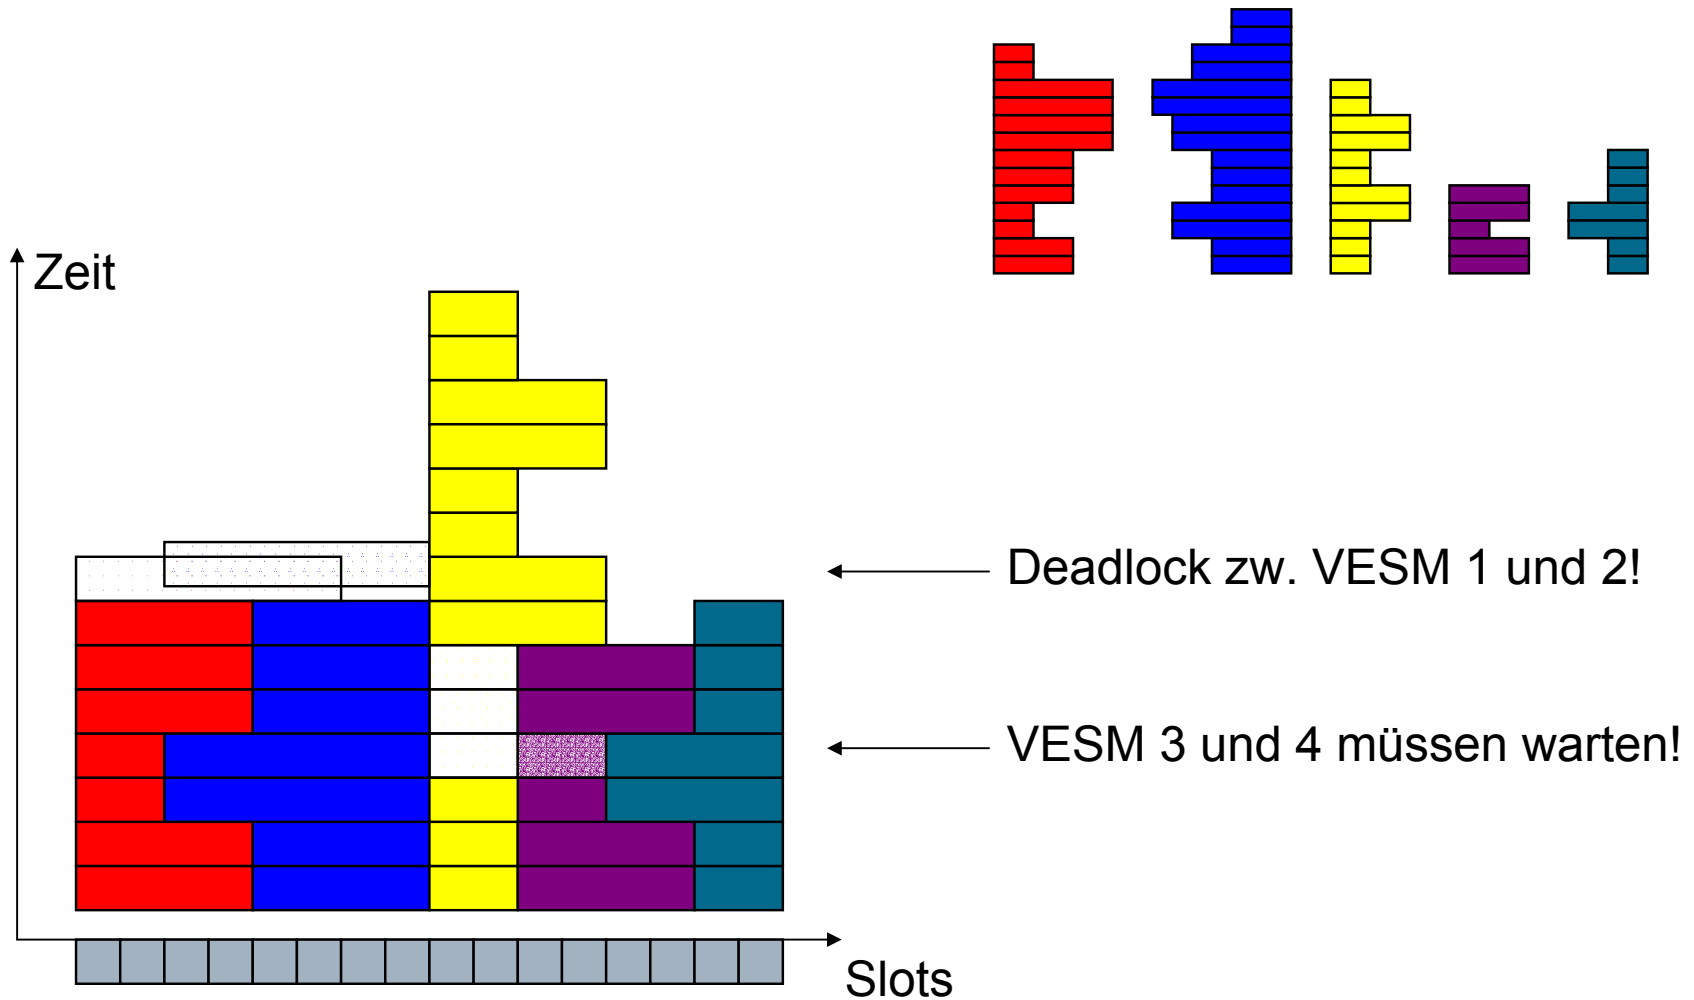 Zeit
Deadlock zw. VESM 1 und 2!
VESM 3 und 4 müssen warten!
Slots